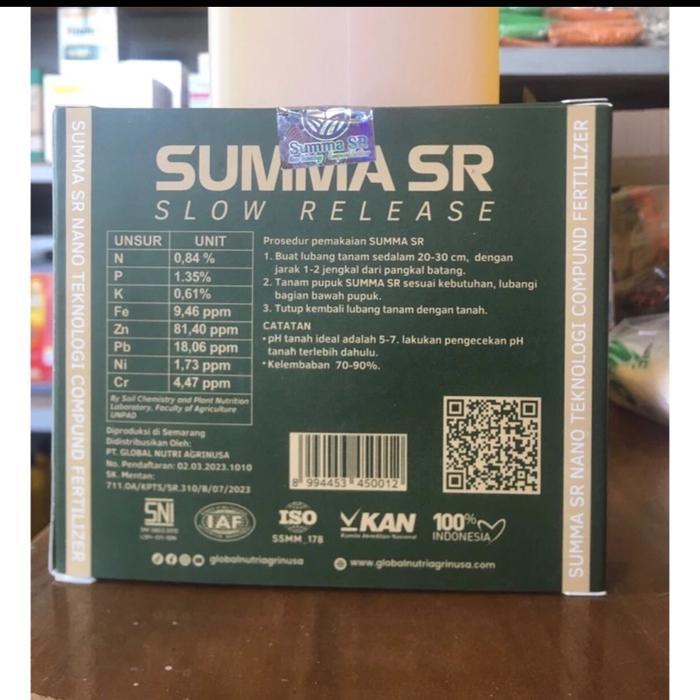 Summa SR
SUMMA SR
SLOW RELEASE
SUMMA SR NANO TEKNOLOGI COMPUND FERTILIZER
UNSUR UNIT
N 0,84 %
P 1.35%
K 0,61%
Fe 9,46 ppm
Zn 81,40 ppm
Pb 18,06 ppm
Ni 1,73 ppm
Cr 4,47 ppm
By Soil Chemistry and Plant Nutrition
Laboratory, Faculty of Agriculture
UNPAD
Diproduksi di Semarang
Didistribusikan Oleh:
PT. GLOBAL NUTRI AGRINUSA
No. Pendaftaran: 02.03.2023.1010
SK. Mentan:
711.OA/KPTS/SR.310/B/07/2023
Prosedur pemakaian SUMMA SR
1. Buat lubang tanam sedalam 20-30 cm, dengan
jarak 1-2 jengkal dari pangkal batang.
2. Tanam pupuk SUMMA SR sesuai kebutuhan, lubangi
bagian bawah pupuk.
3. Tutup kembali lubang tanam dengan tanah.
CATATAN
• pH tanah ideal adalah 5-7. lakukan pengecekan pH
tanah terlebih dahulu.
• Kelembaban 70-90%.
8 994453 450012
SNI
IAF
ISO
SSMM_178
KAN
Komite Akreditasi Nasional
100%
INDONESIA
globalnutriagrinusa
www.globalnutriagrinusa.com
SUMMA SR NANO TEKNOLOGI COMPUND FERTILIZER